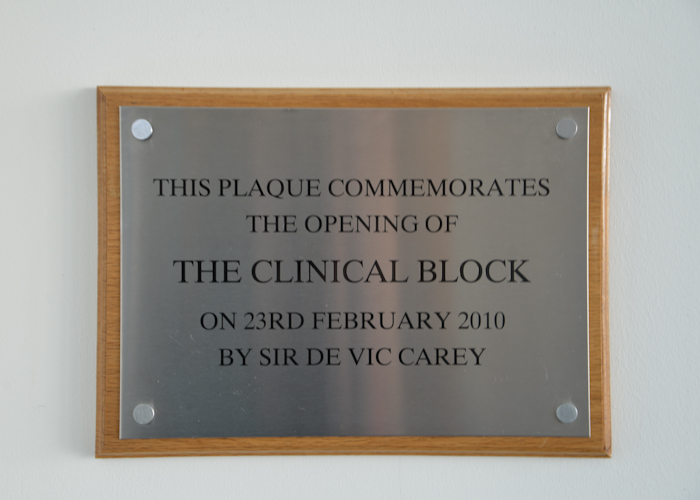 THIS PLAQUE COMMEMORATES
THE OPENING OF
THE CLINICAL BLOCK
ON 23RD FEBRUARY 2010
BY SIR DE VIC CAREY